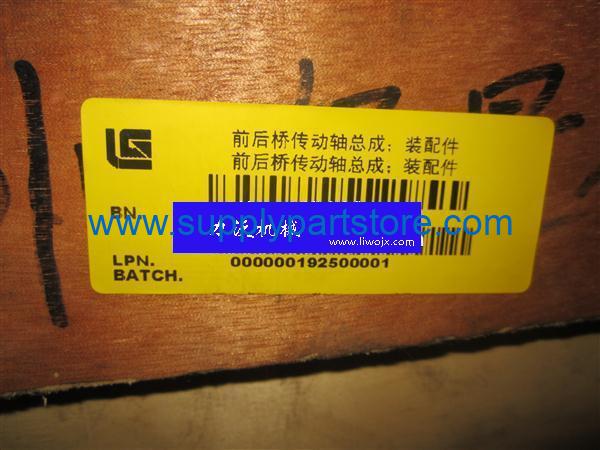 LG
前后桥传动轴总成：装配件
前后桥传动轴总成：装配件
BN.
www.supplypartstore.com
www.liwojx.com
LPN.
000000192500001
BATCH.